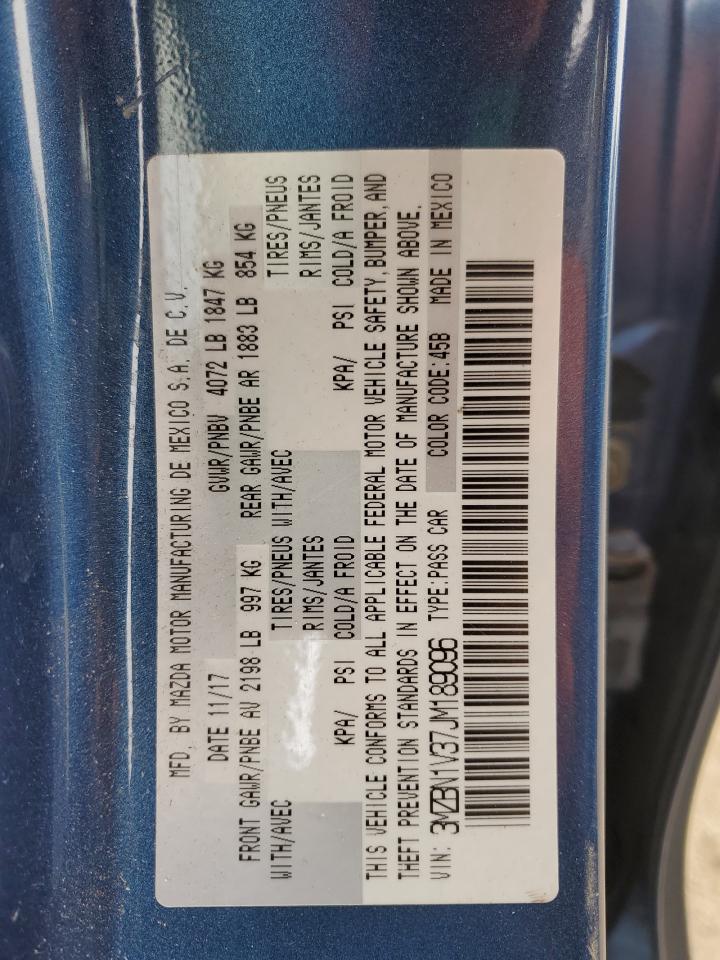 MFD. BY MAZDA MOTOR MANUFACTURING DE MEXICO S.A. DE C.V.
DATE 11/17 GVWR/PNBV 4072 LB 1847 KG
FRONT GAWR/PNBE AV 2198 LB 997 KG REAR GAWR/PNBE AR 1883 LB 854 KG
WITH/AVEC TIRES/PNEUS WITH/AVEC TIRES/PNEUS
RIMS/JANTES RIMS/JANTES
KPA/ PSI COLD/A FROID KPA/ PSI COLD/A FROID
THIS VEHICLE CONFORMS TO ALL APPLICABLE FEDERAL MOTOR VEHICLE SAFETY, BUMPER, AND
THEFT PREVENTION STANDARDS IN EFFECT ON THE DATE OF MANUFACTURE SHOWN ABOVE.
VIN: 3MZBN1V37JM189096 TYPE:PASS CAR COLOR CODE:45B MADE IN MEXICO